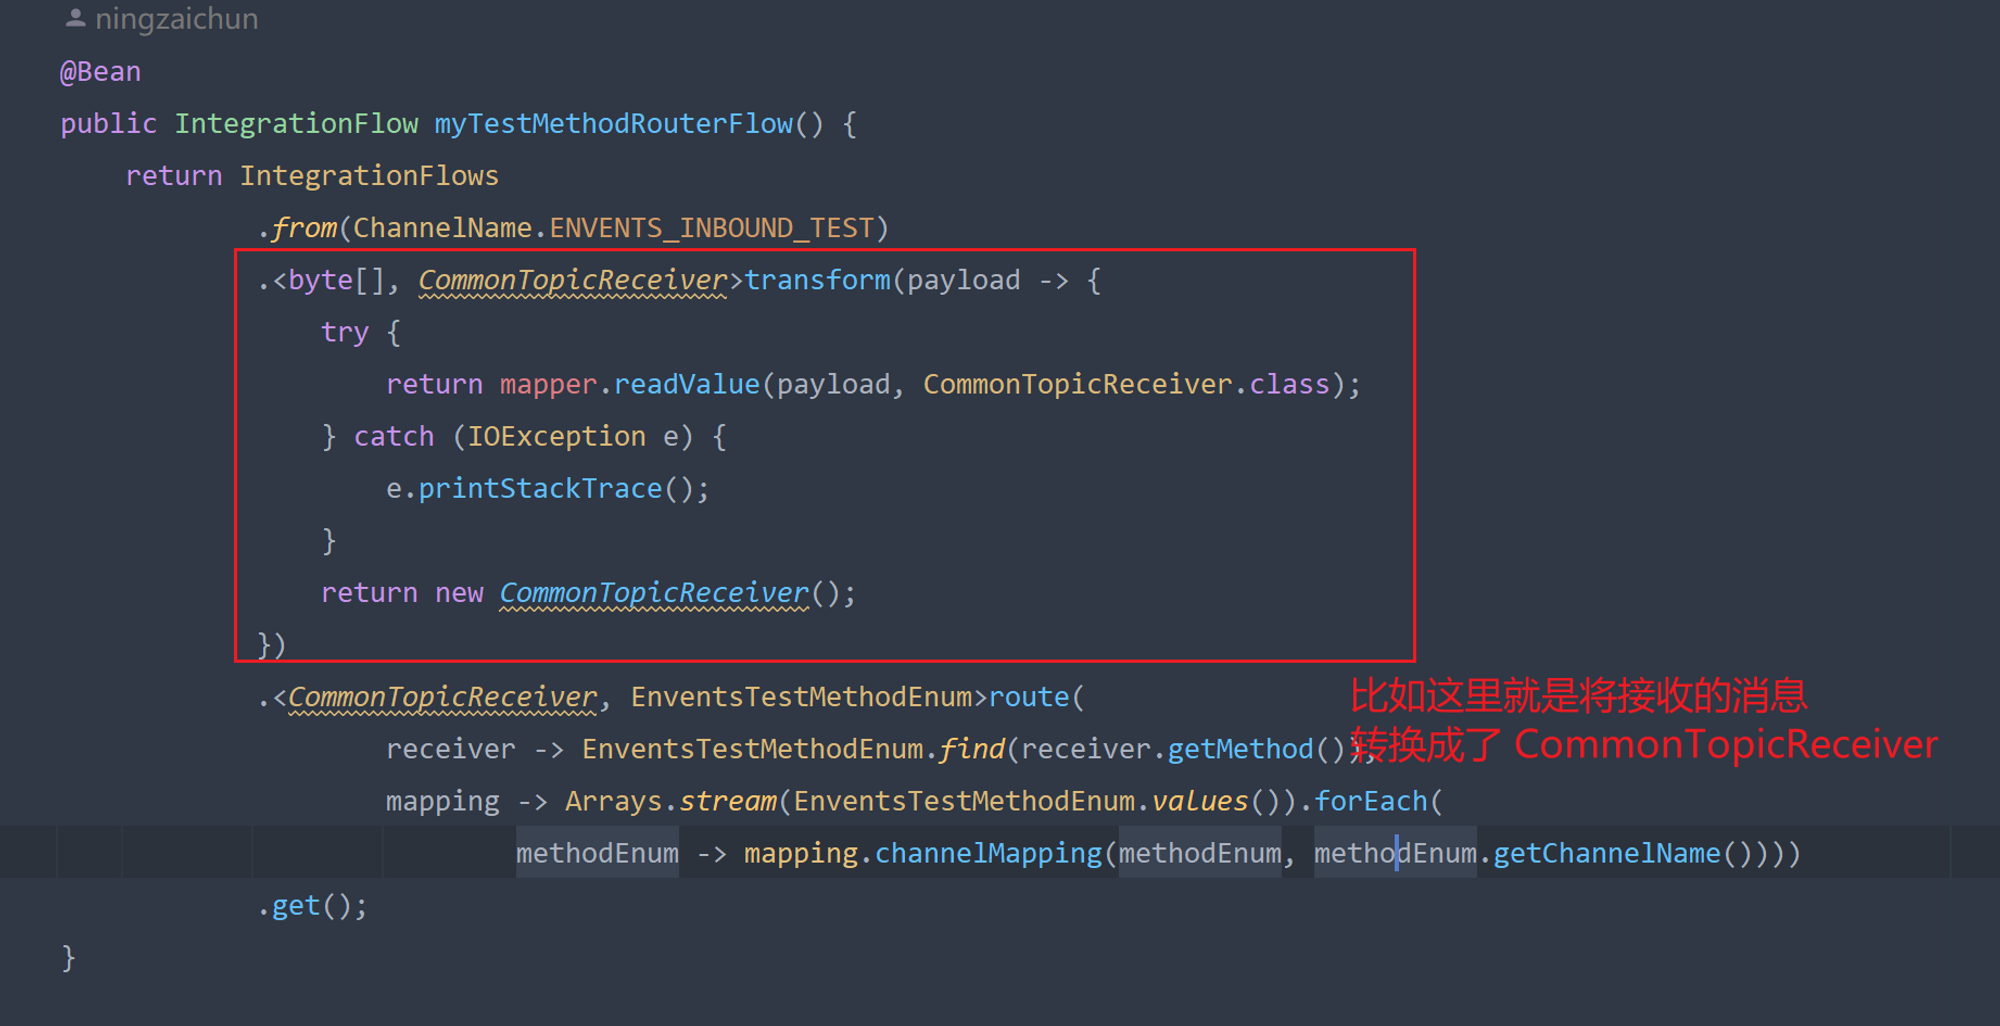 ningzaichun
@Bean
public IntegrationFlow myTestMethodRouterFlow() {
return IntegrationFlows
.from(ChannelName.ENVENTS_INBOUND_TEST)
.<byte[], CommonTopicReceiver>transform(payload -> {
try {
return mapper.readValue(payload, CommonTopicReceiver.class);
} catch (IOException e) {
e.printStackTrace();
}
return new CommonTopicReceiver();
})
.<CommonTopicReceiver, EnventsTestMethodEnum>route(
比如这里就是将接收的消息
receiver -> EnventsTestMethodEnum.find(receiver.getMethod()),
转换成了 CommonTopicReceiver
mapping -> Arrays.stream(EnventsTestMethodEnum.values()).forEach(
methodEnum -> mapping.channelMapping(methodEnum, methodEnum.getChannelName())))
.get();
}